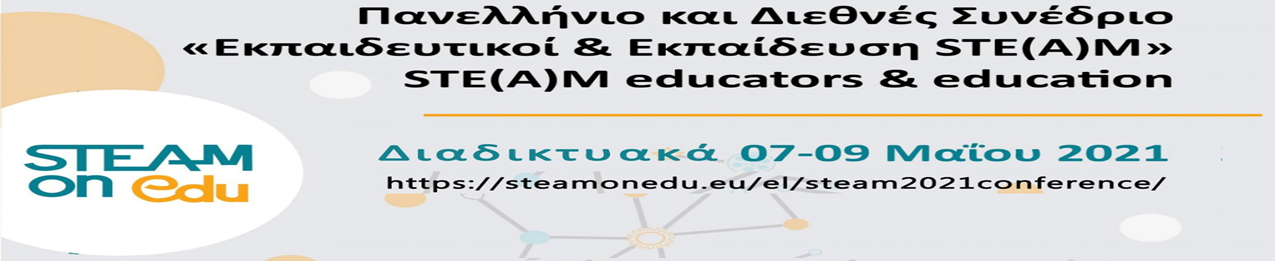 Πανελλήνιο και Διεθνές Συνέδριο
«Εκπαιδευτικοί & Εκπαίδευση STE(A)M»
STE(A)M educators & education
STEAM
on edu
Διαδικτυακά 07-09 Μαΐου 2021
https://steamonedu.eu/el/steam2021conference/